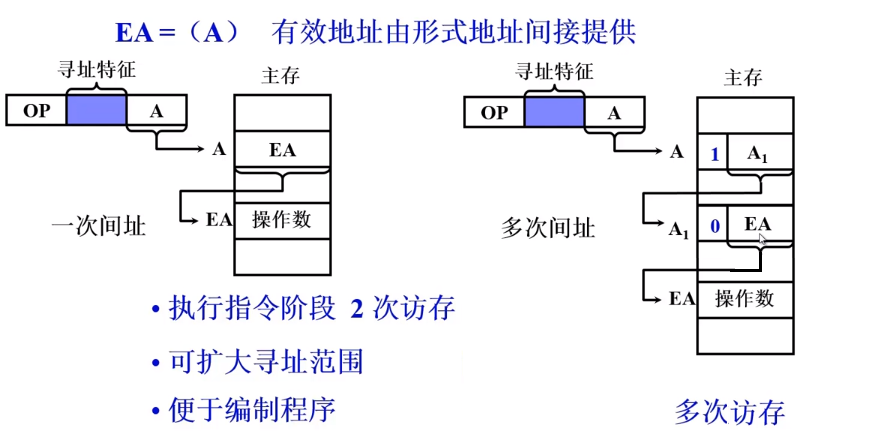 EA =（A） 有效地址由形式地址间接提供
寻址特征
主存
OP A
A EA
一次间址 EA 操作数
寻址特征
主存
OP A
A 1 A1
多次间址 A1 0 EA
EA 操作数
• 执行指令阶段 2 次访存
• 可扩大寻址范围
• 便于编制程序
多次访存